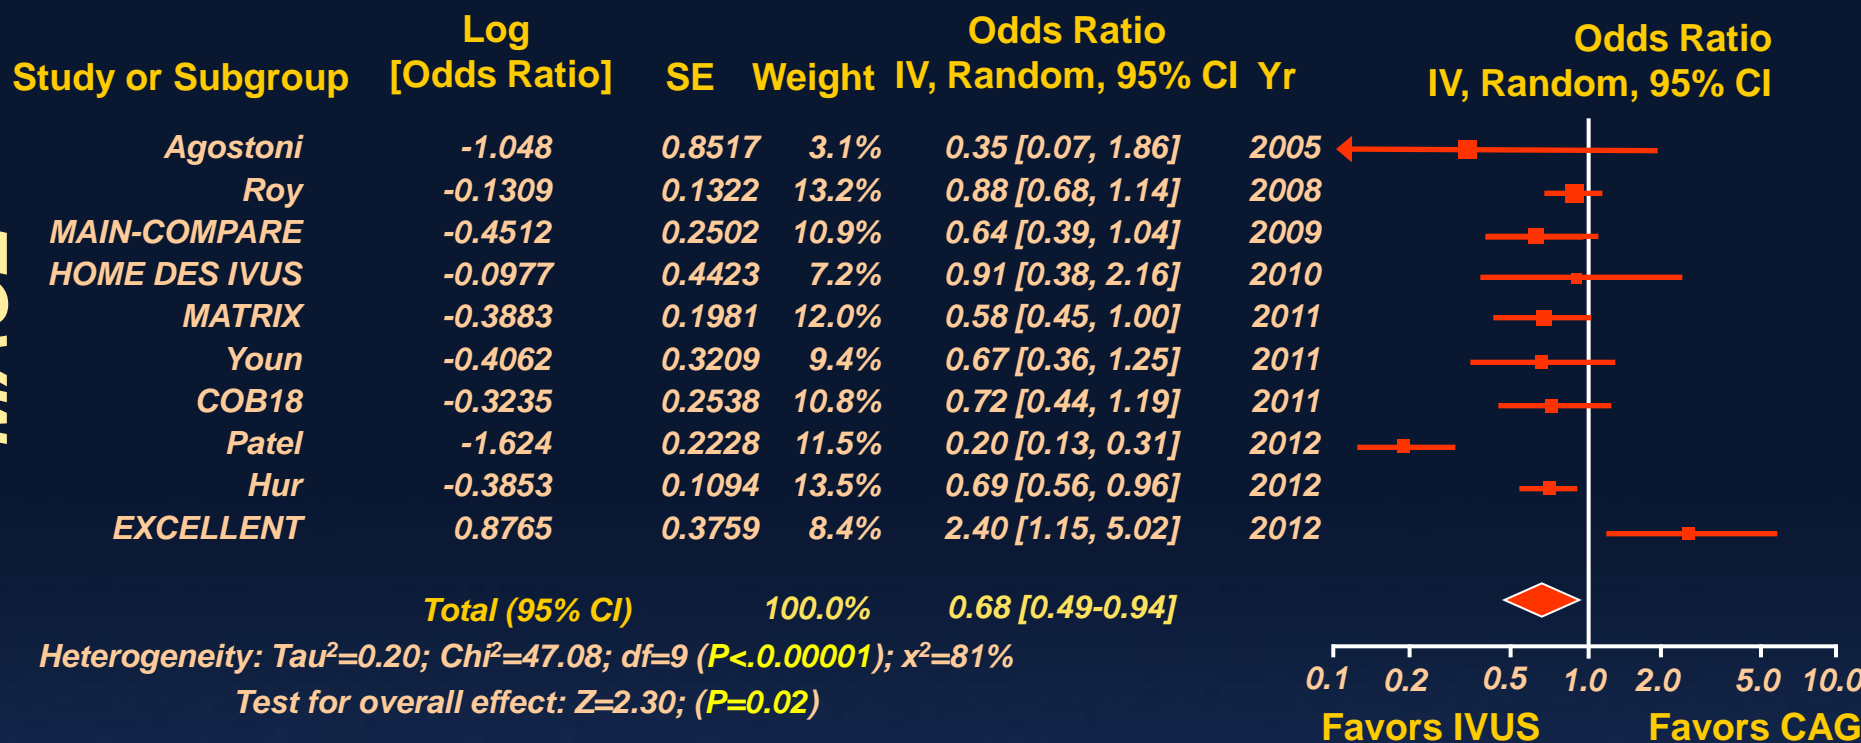 Study or Subgroup Log [Odds Ratio] SE Weight Odds Ratio IV, Random, 95% CI Yr Odds Ratio IV, Random, 95% CI
Agostoni -1.048 0.8517 3.1% 0.35 [0.07, 1.86] 2005
Roy -0.1309 0.1322 13.2% 0.88 [0.68, 1.14] 2008
MAIN-COMPARE -0.4512 0.2502 10.9% 0.64 [0.39, 1.04] 2009
HOME DES IVUS -0.0977 0.4423 7.2% 0.91 [0.38, 2.16] 2010
MATRIX -0.3883 0.1981 12.0% 0.58 [0.45, 1.00] 2011
Youn -0.4062 0.3209 9.4% 0.67 [0.36, 1.25] 2011
COB18 -0.3235 0.2538 10.8% 0.72 [0.44, 1.19] 2011
Patel -1.624 0.2228 11.5% 0.20 [0.13, 0.31] 2012
Hur -0.3853 0.1094 13.5% 0.69 [0.56, 0.96] 2012
EXCELLENT 0.8765 0.3759 8.4% 2.40 [1.15, 5.02] 2012
Total (95% CI) 100.0% 0.68 [0.49-0.94]
Heterogeneity: Tau²=0.20; Chi²=47.08; df=9 (P<.0.00001); x²=81%
Test for overall effect: Z=2.30; (P=0.02)
0.1 0.2 0.5 1.0 2.0 5.0 10.0
Favors IVUS Favors CAG